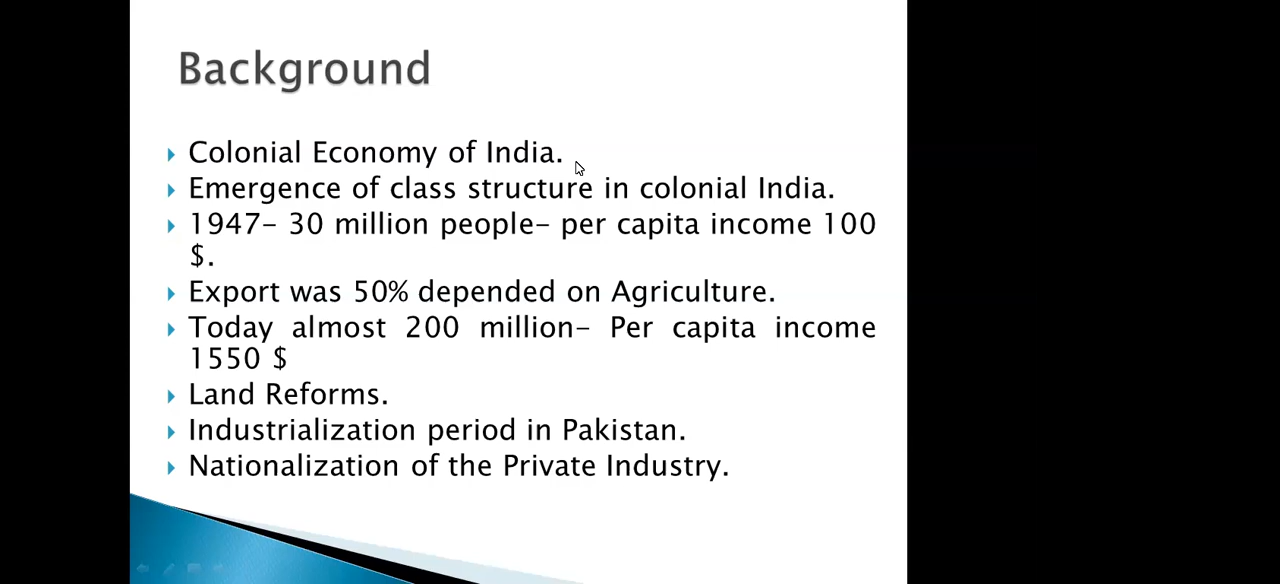 Background
Colonial Economy of India.
Emergence of class structure in colonial India.
1947- 30 million people- per capita income 100
$.
Export was 50% depended on Agriculture.
Today almost 200 million- Per capita income
1550 $
Land Reforms.
Industrialization period in Pakistan.
Nationalization of the Private Industry.